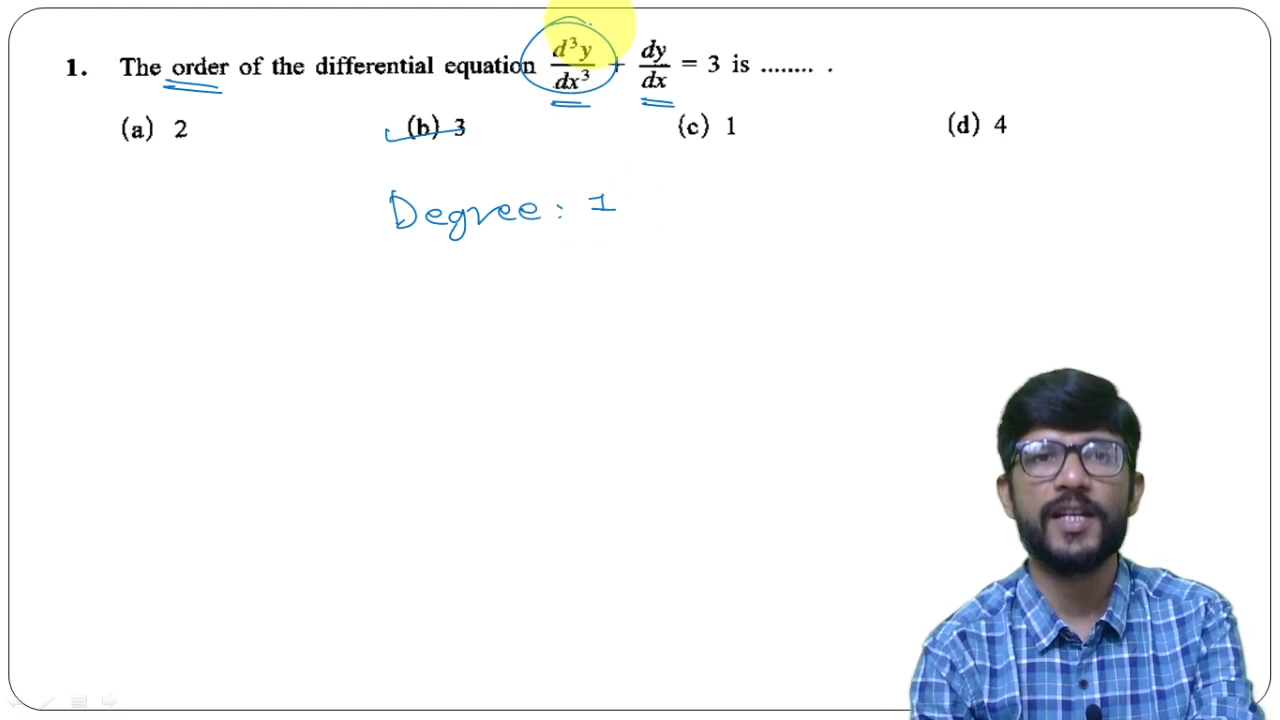 1. The order of the differential equation d³y/dx³ + dy/dx = 3 is ........ .
(a) 2 (b) 3 (c) 1 (d) 4
Degree: 1